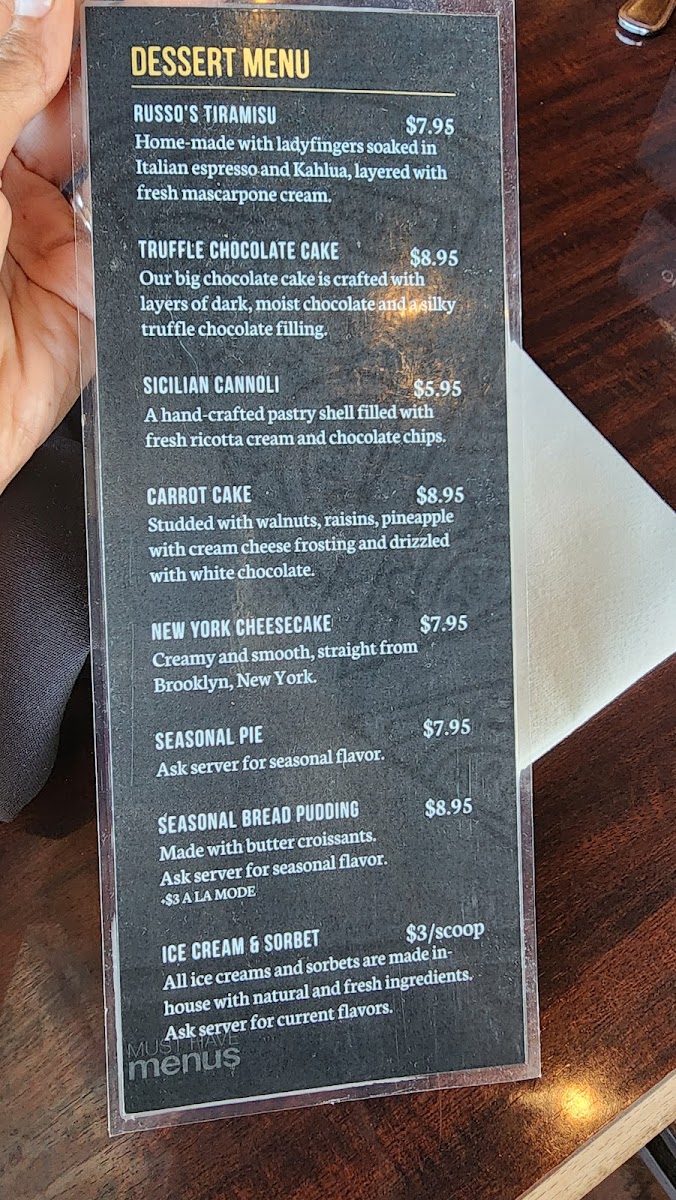 DESSERT MENU
RUSSO'S TIRAMISU $7.95
Home-made with ladyfingers soaked in
Italian espresso and Kahlua, layered with
fresh mascarpone cream.
TRUFFLE CHOCOLATE CAKE $8.95
Our big chocolate cake is crafted with
layers of dark, moist chocolate and a silky
truffle chocolate filling.
SICILIAN CANNOLI $5.95
A hand-crafted pastry shell filled with
fresh ricotta cream and chocolate chips.
CARROT CAKE $8.95
Studded with walnuts, raisins, pineapple
with cream cheese frosting and drizzled
with white chocolate.
NEW YORK CHEESECAKE $7.95
Creamy and smooth, straight from
Brooklyn, New York.
SEASONAL PIE $7.95
Ask server for seasonal flavor.
SEASONAL BREAD PUDDING $8.95
Made with butter croissants.
Ask server for seasonal flavor.
+$3 A LA MODE
ICE CREAM & SORBET $3/scoop
All ice creams and sorbets are made in-
house with natural and fresh ingredients.
Ask server for current flavors.
MUST HAVE
menus